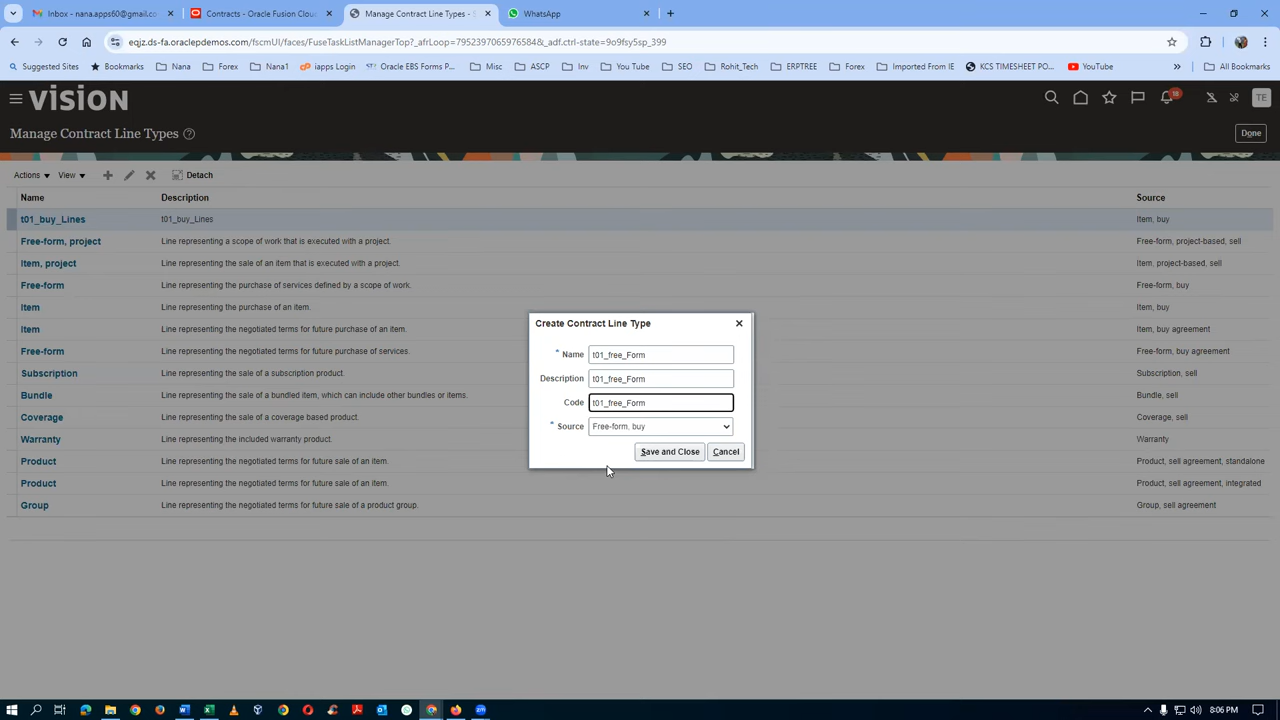 Inbox - nana.apps60@gmail.co
Contracts - Oracle Fusion Clou
Manage Contract Line Types -
WhatsApp
eqjz.ds-fa.oraclepdemos.com/fscmUI/faces/FuseTaskListManagerTop?_afrLoop=7952397065976584&_adf.ctrl-state=9o9fsy5sp_399
Suggested Sites
Bookmarks
Nana
Forex
Nana1
iapps Login
Oracle EBS Forms P...
Misc
ASCP
Inv
You Tube
SEO
Rohit_Tech
ERPTREE
Forex
Imported From IE
KCS TIMESHEET PO...
YouTube
»
All Bookmarks
VISION
18
TE
Manage Contract Line Types
Done
Actions
View
Detach
Name Description Source
t01_buy_Lines t01_buy_Lines Item, buy
Free-form, project Line representing a scope of work that is executed with a project. Free-form, project-based, sell
Item, project Line representing the sale of an item that is executed with a project. Item, project-based, sell
Free-form Line representing the purchase of services defined by a scope of work. Free-form, buy
Item Line representing the purchase of an item. Item, buy
Item Line representing the negotiated terms for future purchase of an item. Item, buy agreement
Free-form Line representing the negotiated terms for future purchase of services. Free-form, buy agreement
Subscription Line representing the sale of a subscription product. Subscription, sell
Bundle Line representing the sale of a bundled item, which can include other bundles or items. Bundle, sell
Coverage Line representing the sale of a coverage based product. Coverage, sell
Warranty Line representing the included warranty product. Warranty
Product Line representing the negotiated terms for future sale of an item. Product, sell agreement, standalone
Product Line representing the negotiated terms for future sale of an item. Product, sell agreement, integrated
Group Line representing the negotiated terms for future sale of a product group. Group, sell agreement
Create Contract Line Type
* Name t01_free_Form
Description t01_free_Form
Code t01_free_Form
* Source Free-form, buy
Save and Close Cancel
8:06 PM